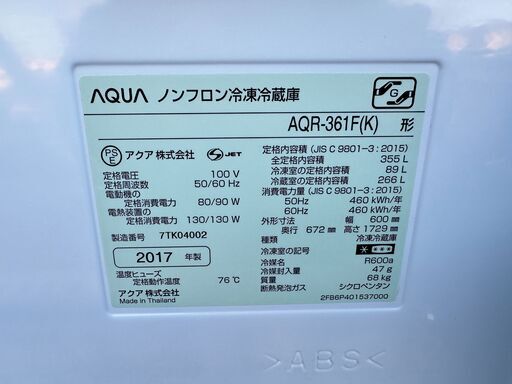 AQUA ノンフロン冷凍冷蔵庫
G
AQR-361F(K) 形
PS
E
アクア 株式会社 S JET
定格電圧 100 V
定格周波数 50/60 Hz
電動機の
定格消費電力 80/90 W
電熱装置の
定格消費電力 130/130 W
製造番号 7TK04002
2017 年製
温度ヒューズ
定格動作温度 76℃
アクア 株式会社
Made in Thailand
定格内容積 (JIS C 9801-3 : 2015)
全定格内容積 355 L
冷凍室の定格内容積 89 L
冷蔵室の定格内容積 266 L
消費電力量 (JIS C 9801-3 : 2015)
50Hz 460 kWh/年
60Hz 460 kWh/年
外形寸法 幅 600 mm
奥行 672 mm 高さ 1729 mm
種類 冷凍冷蔵庫
冷凍室の記号
冷媒名 R600a
冷媒封入量 47 g
質量 68 kg
断熱発泡ガス シクロペンタン
2FB6P401537000
>ABS<